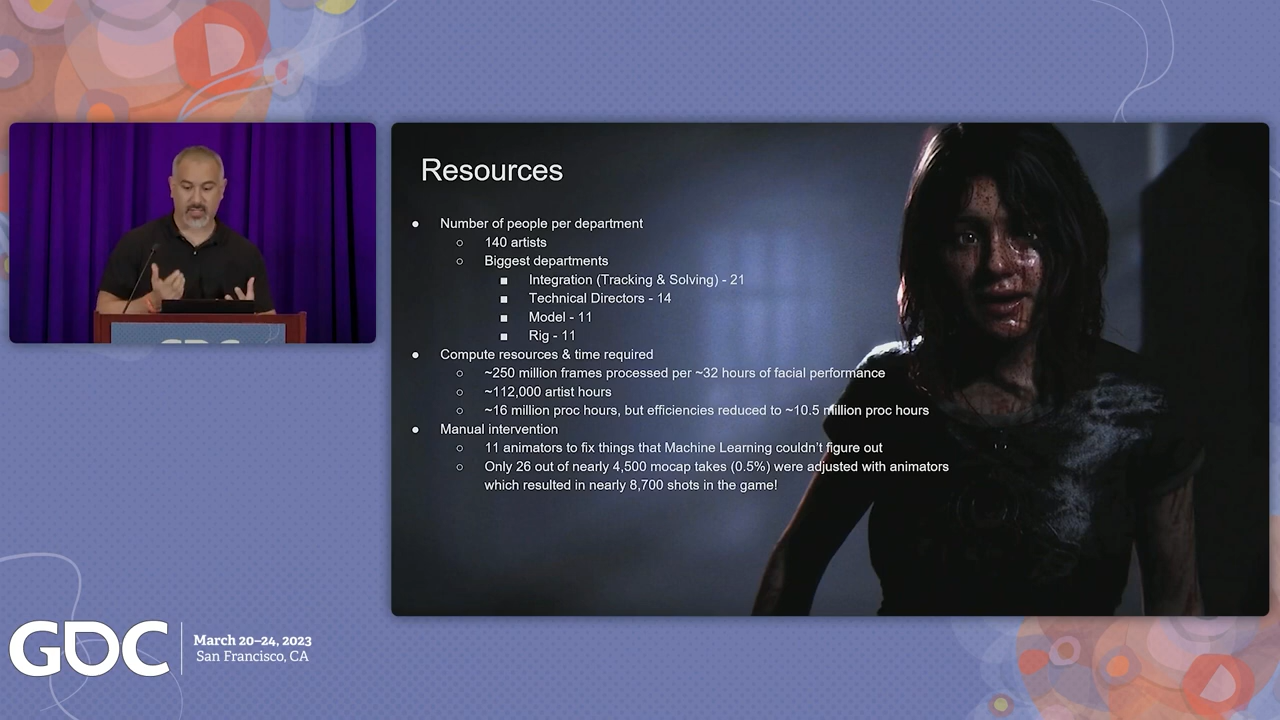 Resources
● Number of people per department
○ 140 artists
○ Biggest departments
■ Integration (Tracking & Solving) - 21
■ Technical Directors - 14
■ Model - 11
■ Rig - 11
● Compute resources & time required
○ ~250 million frames processed per ~32 hours of facial performance
○ ~112,000 artist hours
○ ~16 million proc hours, but efficiencies reduced to ~10.5 million proc hours
● Manual intervention
○ 11 animators to fix things that Machine Learning couldn't figure out
○ Only 26 out of nearly 4,500 mocap takes (0.5%) were adjusted with animators
which resulted in nearly 8,700 shots in the game!
GDC
GDC
March 20–24, 2023
San Francisco, CA